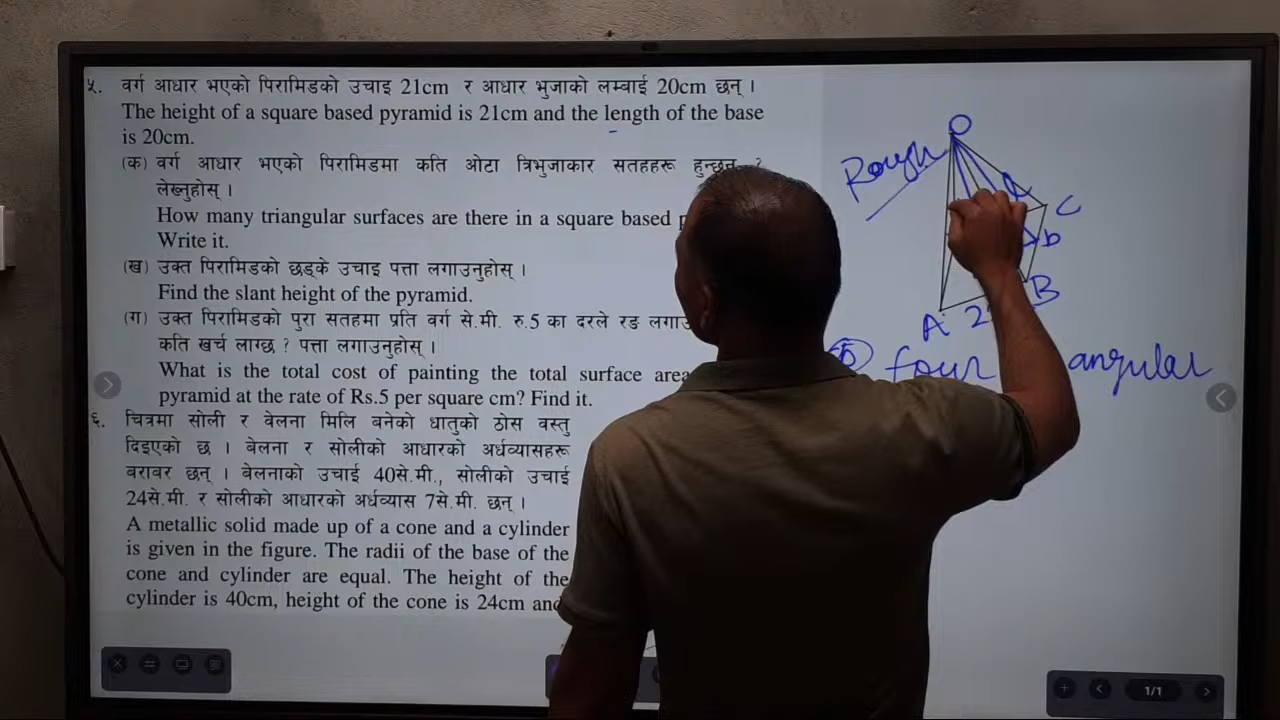 ५. वर्ग आधार भएको पिरामिडको उचाइ 21cm र आधार भुजाको लम्बाई 20cm छन् ।
The height of a square based pyramid is 21cm and the length of the base
is 20cm.
(क) वर्ग आधार भएको पिरामिडमा कति ओटा त्रिभुजाकार सतहहरू हुन्छन् ?
लेख्नुहोस् ।
How many triangular surfaces are there in a square based
Write it.
(ख) उक्त पिरामिडको छड्के उचाइ पत्ता लगाउनुहोस् ।
Find the slant height of the pyramid.
(ग) उक्त पिरामिडको पुरा सतहमा प्रति वर्ग से.मी. रु.5 का दरले रङ
कति खर्च लाग्छ ? पत्ता लगाउनुहोस् ।
What is the total cost of painting the total surface area
pyramid at the rate of Rs.5 per square cm? Find it.
६. चित्रमा सोली र बेलना मिलि बनेको धातुको ठोस वस्तु
दिइएको छ । बेलना र सोलीको आधारको अर्धव्यासहरू
बराबर छन् । बेलनाको उचाई 40से.मी., सोलीको उचाई
24से.मी. र सोलीको आधारको अर्धव्यास 7से.मी. छन् ।
A metallic solid made up of a cone and a cylinder
is given in the figure. The radii of the base of the
cone and cylinder are equal. The height of the
cylinder is 40cm, height of the cone is 24cm and
O
Rough
C
b
B
A 2
four angular
1/1